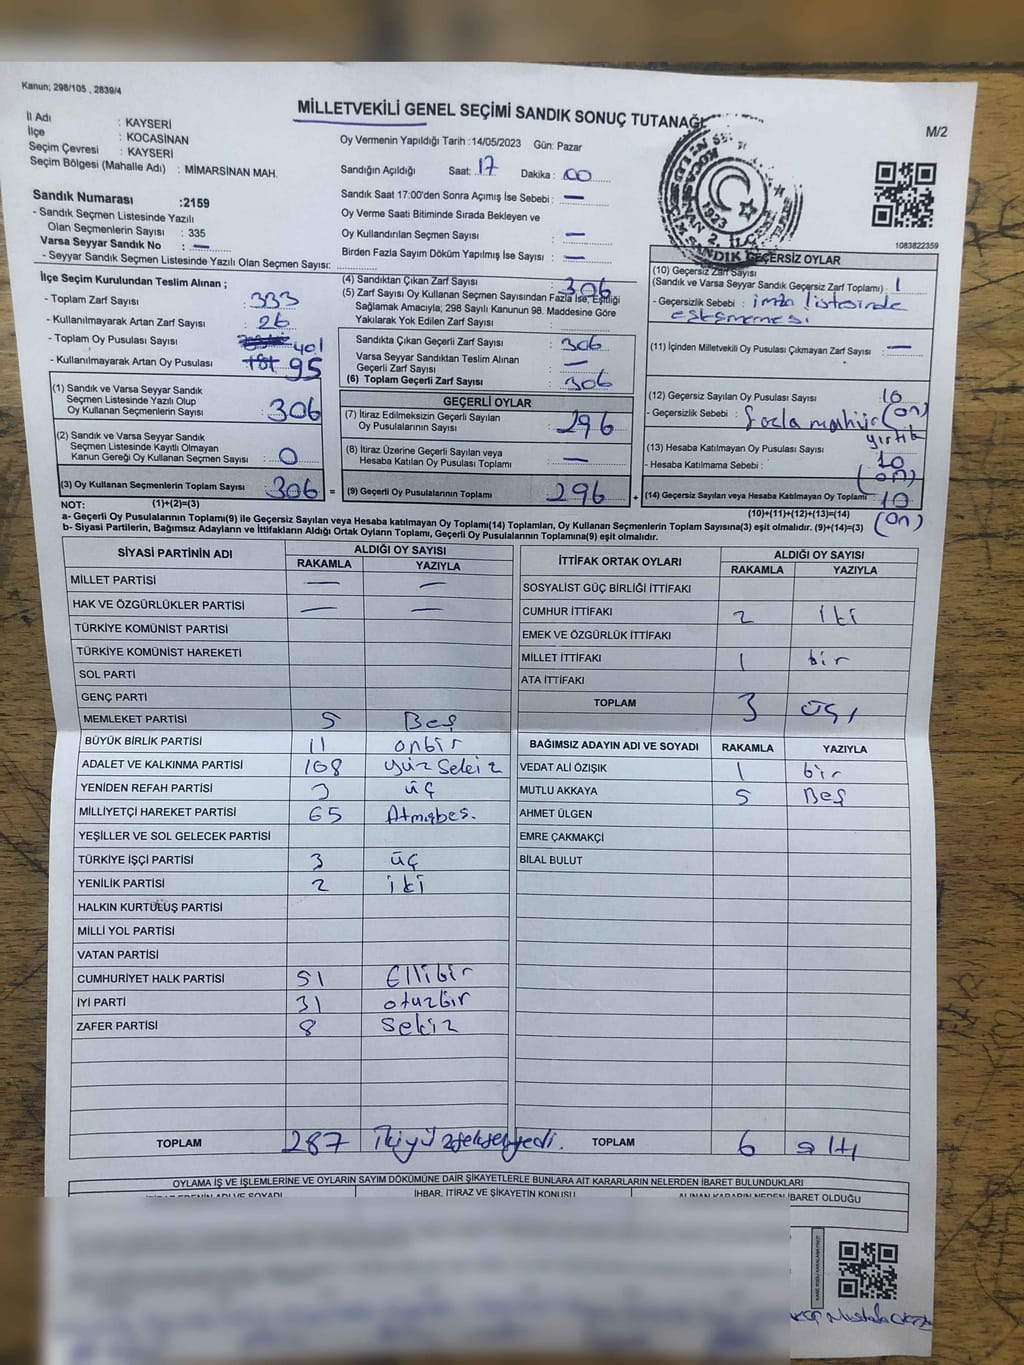 Kanun; 298/105 , 2839/4
MİLLETVEKİLİ GENEL SEÇİMİ SANDIK SONUÇ TUTANAĞI
M/2
İl Adı : KAYSERİ
İlçe : KOCASİNAN
Seçim Çevresi : KAYSERİ
Seçim Bölgesi (Mahalle Adı) : MİMARSİNAN MAH.
Oy Vermenin Yapıldığı Tarih :14/05/2023 Gün: Pazar
Sandığın Açıldığı Saat: 17 Dakika : 00
Sandık Saat 17:00'den Sonra Açımış İse Sebebi : —
Oy Verme Saati Bitiminde Sırada Bekleyen ve
Oy Kullandırılan Seçmen Sayısı : —
Birden Fazla Sayım Döküm Yapılmış İse Sayısı : —
1083822359
Sandık Numarası :2159
- Sandık Seçmen Listesinde Yazılı
Olan Seçmenlerin Sayısı : 335
Varsa Seyyar Sandık No : —
- Seyyar Sandık Seçmen Listesinde Yazılı Olan Seçmen Sayısı:
İlçe Seçim Kurulundan Teslim Alınan ;
- Toplam Zarf Sayısı : 333
- Kullanılmayarak Artan Zarf Sayısı : 26
- Toplam Oy Pusulası Sayısı : 401
- Kullanılmayarak Artan Oy Pusulası : 95
(1) Sandık ve Varsa Seyyar Sandık
Seçmen Listesinde Yazılı Olup
Oy Kullanan Seçmenlerin Sayısı : 306
(2) Sandık ve Varsa Seyyar Sandık
Seçmen Listesinde Kayıtlı Olmayan
Kanun Gereği Oy Kullanan Seçmen Sayısı : 0
(3) Oy Kullanan Seçmenlerin Toplam Sayısı : 306
(1)+(2)=(3)
(4) Sandıktan Çıkan Zarf Sayısı : 306
(5) Zarf Sayısı Oy Kullanan Seçmen Sayısından Fazla İse, Eşitliği
Sağlamak Amacıyla; 298 Sayılı Kanunun 98. Maddesine Göre
Yakılarak Yok Edilen Zarf Sayısı :
Sandıkta Çıkan Geçerli Zarf Sayısı : 306
Varsa Seyyar Sandıktan Teslim Alınan
Geçerli Zarf Sayısı : —
(6) Toplam Geçerli Zarf Sayısı : 306
GEÇERLİ OYLAR
(7) İtiraz Edilmeksizin Geçerli Sayılan
Oy Pusulalarının Sayısı : 296
(8) İtiraz Üzerine Geçerli Sayılan veya
Hesaba Katılan Oy Pusulası Toplamı : —
= (9) Geçerli Oy Pusulalarının Toplamı : 296 +
GEÇERSİZ OYLAR
(10) Geçersiz Zarf Sayısı
(Sandık ve Varsa Seyyar Sandık Geçersiz Zarf Toplamı) : 1
- Geçersizlik Sebebi : imza listesinde
(11) İçinden Milletvekili Oy Pusulası Çıkmayan Zarf Sayısı : —
(12) Geçersiz Sayılan Oy Pusulası Sayısı : 10
(on)
- Geçersizlik Sebebi : fazla mühür
yırtık
(13) Hesaba Katılmayan Oy Pusulası Sayısı : 10
- Hesaba Katılmama Sebebi : (on)
(14) Geçersiz Sayılan veya Hesaba Katılmayan Oy Toplamı : 10
(10)+(11)+(12)+(13)=(14)
(on)
NOT:
a- Geçerli Oy Pusulalarının Toplamı(9) ile Geçersiz Sayılan veya Hesaba katılmayan Oy Toplamı(14) Toplamları, Oy Kullanan Seçmenlerin Toplam Sayısına(3) eşit olmalıdır. (9)+(14)=(3)
b- Siyasi Partilerin, Bağımsız Adayların ve İttifakların Aldığı Ortak Oyların Toplamı, Geçerli Oy Pusulalarının Toplamına(9) eşit olmalıdır.
SİYASİ PARTİNİN ADI ALDIĞI OY SAYISI
RAKAMLA YAZIYLA
MİLLET PARTİSİ — —
HAK VE ÖZGÜRLÜKLER PARTİSİ — —
TÜRKİYE KOMÜNİST PARTİSİ
TÜRKİYE KOMÜNİST HAREKETİ
SOL PARTİ
GENÇ PARTİ
MEMLEKET PARTİSİ 5 Beş
BÜYÜK BİRLİK PARTİSİ 11 onbir
ADALET VE KALKINMA PARTİSİ 108 yüz sekiz
YENİDEN REFAH PARTİSİ 3 üç
MİLLİYETÇİ HAREKET PARTİSİ 65 Atmışbeş.
YEŞİLLER VE SOL GELECEK PARTİSİ
TÜRKİYE İŞÇİ PARTİSİ 3 üç
YENİLİK PARTİSİ 2 iki
HALKIN KURTULUŞ PARTİSİ
MİLLİ YOL PARTİSİ
VATAN PARTİSİ
CUMHURİYET HALK PARTİSİ 51 Ellibir
İYİ PARTİ 31 otuzbir
ZAFER PARTİSİ 8 sekiz
TOPLAM 287 İkiyüzseksenyedi.
İTTİFAK ORTAK OYLARI ALDIĞI OY SAYISI
RAKAMLA YAZIYLA
SOSYALİST GÜÇ BİRLİĞİ İTTİFAKI
CUMHUR İTTİFAKI 2 iki
EMEK VE ÖZGÜRLÜK İTTİFAKI
MİLLET İTTİFAKI 1 bir
ATA İTTİFAKI
TOPLAM 3 üç
BAĞIMSIZ ADAYIN ADI VE SOYADI RAKAMLA YAZIYLA
VEDAT ALİ ÖZIŞIK 1 bir
MUTLU AKKAYA 5 Beş
AHMET ÜLGEN
EMRE ÇAKMAKÇİ
BİLAL BULUT
TOPLAM 6 altı
OYLAMA İŞ VE İŞLEMLERİNE VE OYLARIN SAYIM DÖKÜMÜNE DAİR ŞİKAYETLERLE BUNLARA AİT KARARLARIN NELERDEN İBARET BULUNDUKLARI
İHBAR, İTİRAZ VE ŞİKAYETİN KONUSU
ALINAN KARARIN NEDEN İBARET OLDUĞU